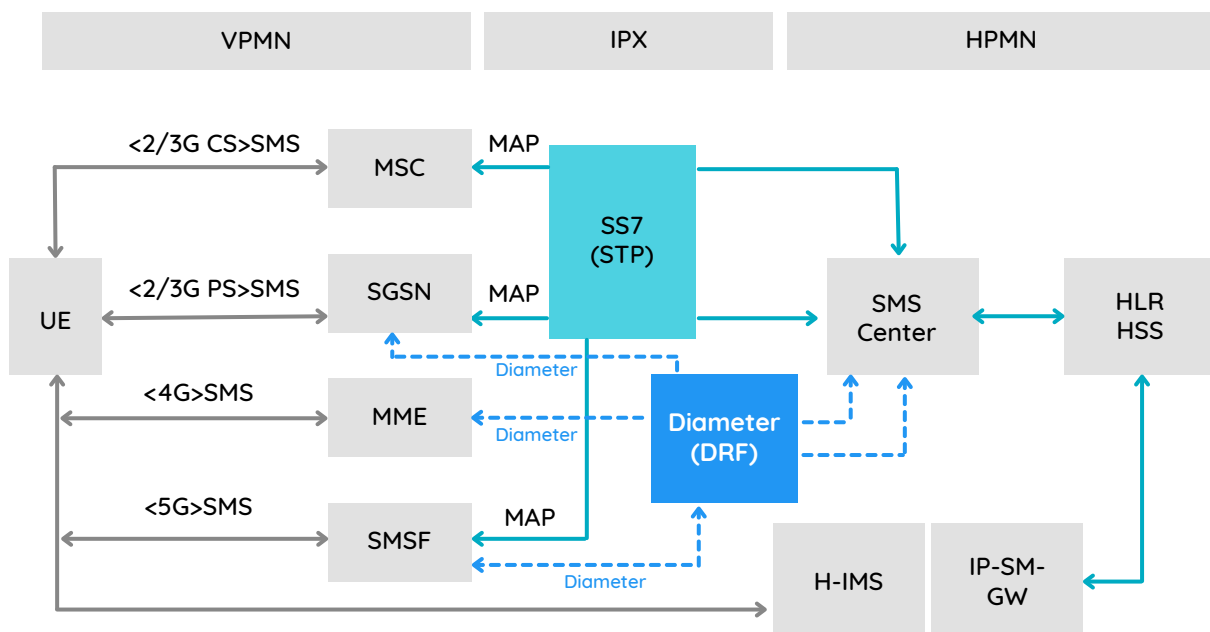 VPMN
IPX
HPMN
<2/3G CS>SMS
MSC
MAP
SS7
(STP)
<2/3G PS>SMS
SGSN
MAP
UE
SMS
Center
HLR
HSS
Diameter
<4G>SMS
MME
Diameter
Diameter
(DRF)
<5G>SMS
SMSF
MAP
Diameter
H-IMS
IP-SM-
GW